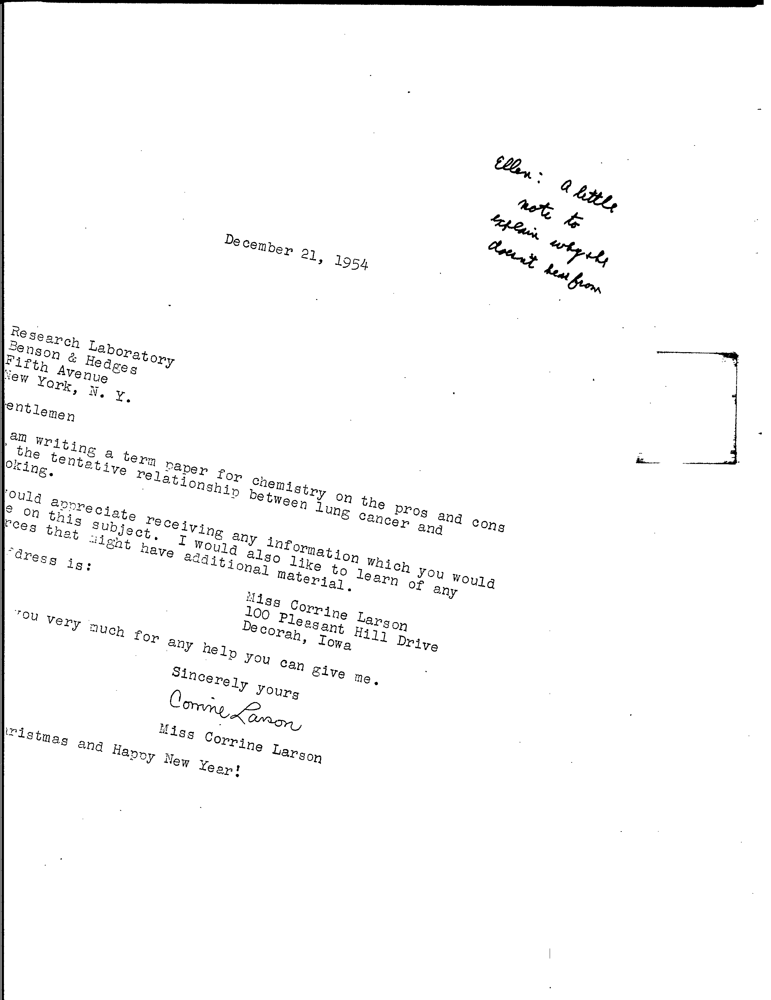 Ellen: A little
note to
explain why she
doesn't hear from
December 21, 1954
Research Laboratory
Benson & Hedges
Fifth Avenue
New York, N. Y.
entlemen
am writing a term paper for chemistry on the pros and cons
the tentative relationship between lung cancer and
oking.
ould appreciate receiving any information which you would
e on this subject. I would also like to learn of any
rces that might have additional material.
dress is:
Miss Corrine Larson
100 Pleasant Hill Drive
Decorah, Iowa
you very much for any help you can give me.
Sincerely yours
Corrine Larson
Miss Corrine Larson
ristmas and Happy New Year!